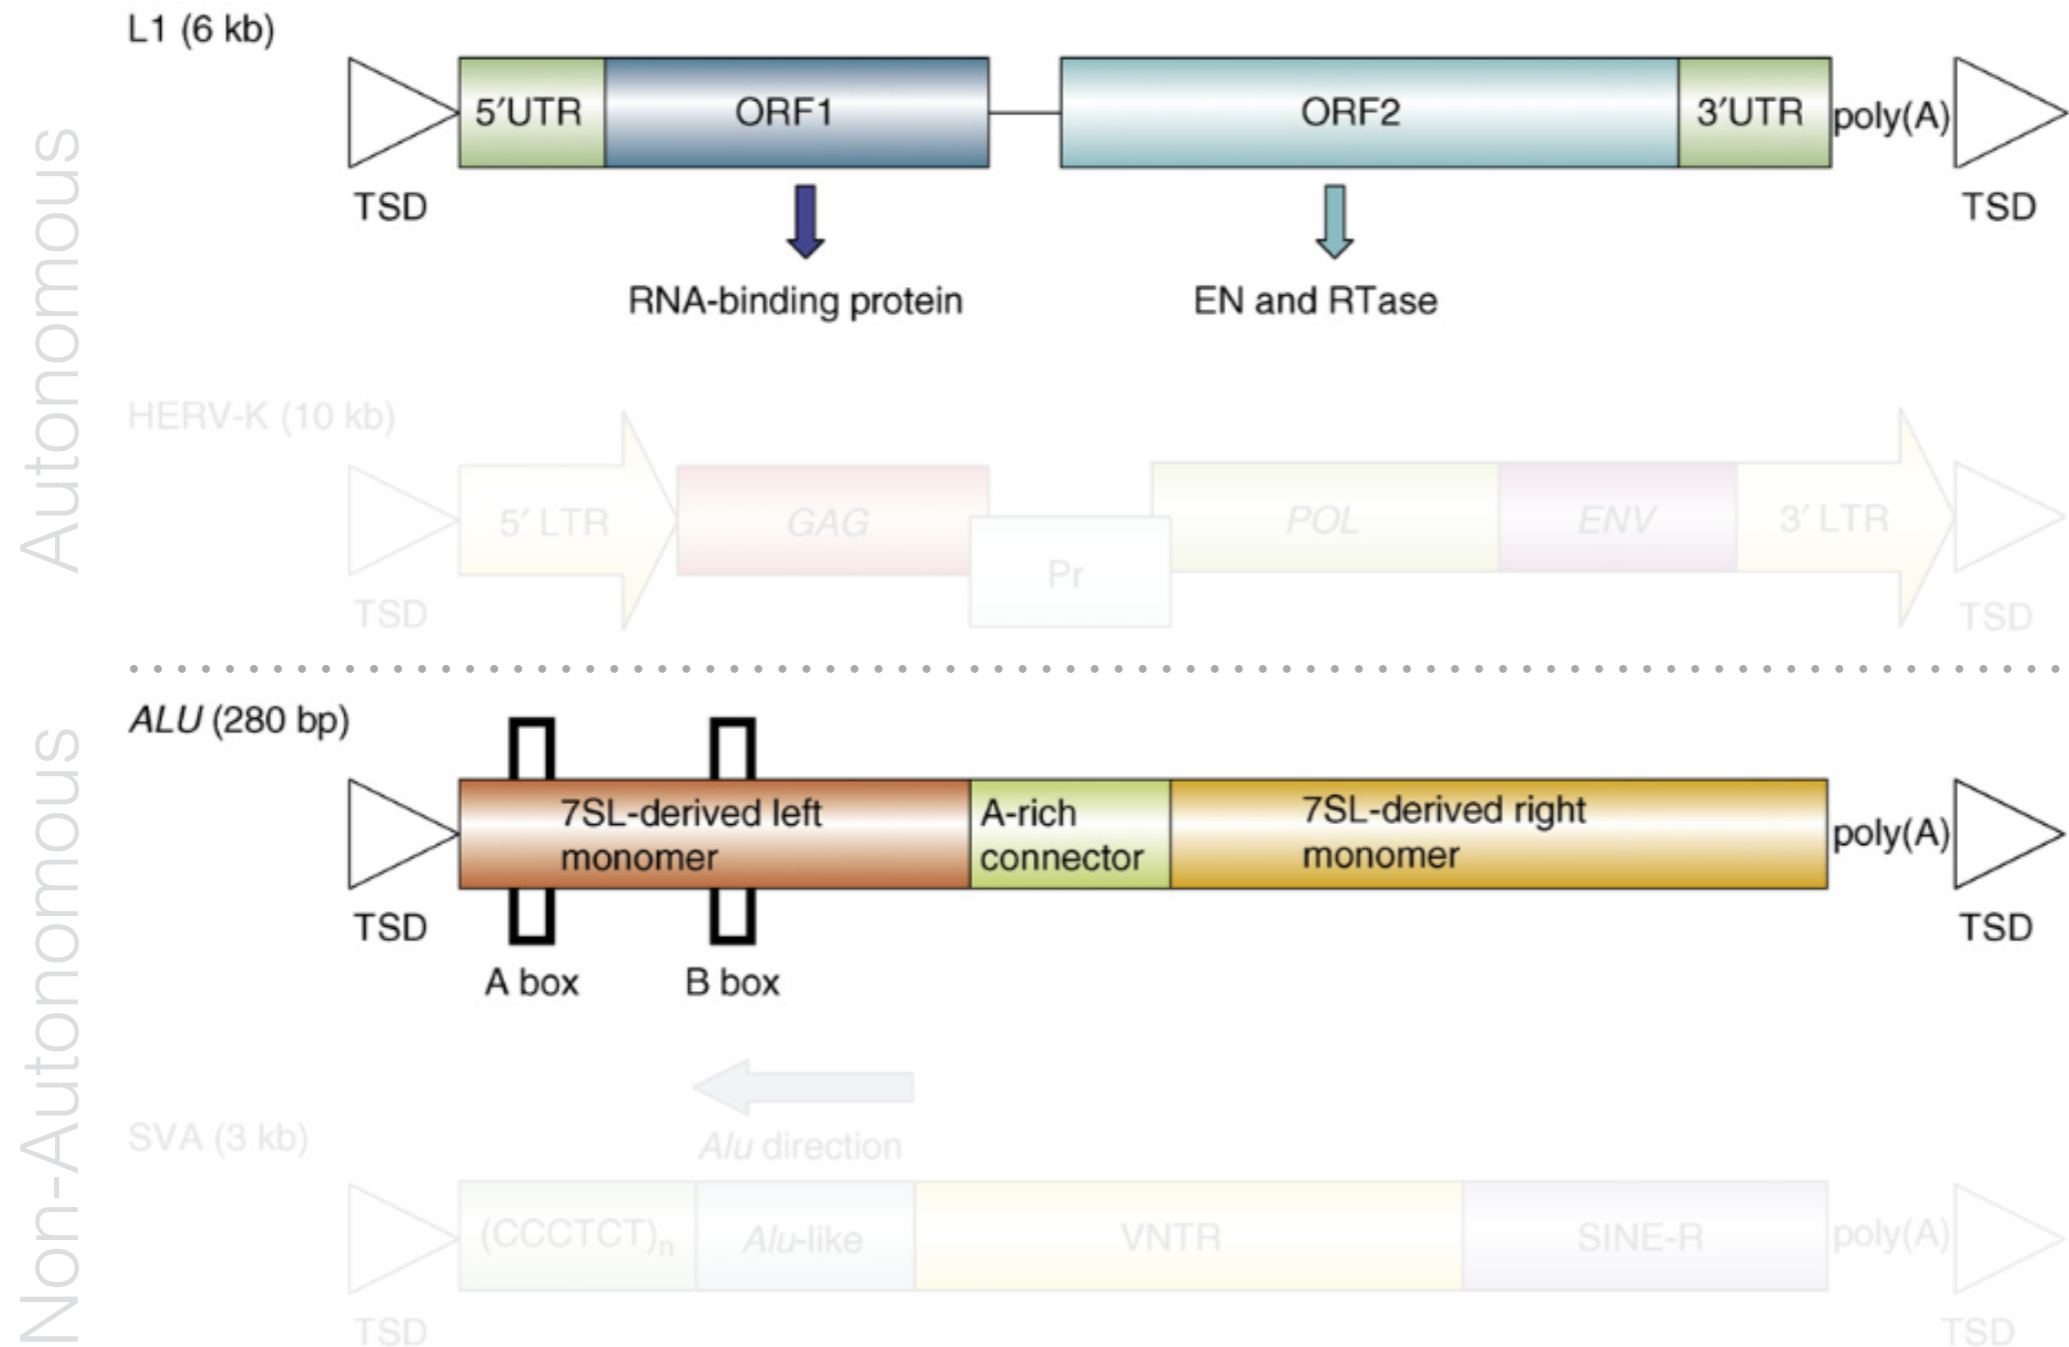 L1 (6 kb)
5′UTR
ORF1
ORF2
3′UTR
poly(A)
TSD
TSD
RNA-binding protein
EN and RTase
Autonomous
HERV-K (10 kb)
5′ LTR
GAG
Pr
POL
ENV
3′ LTR
TSD
TSD
ALU (280 bp)
7SL-derived left
monomer
A-rich
connector
7SL-derived right
monomer
poly(A)
TSD
TSD
A box
B box
Non-Autonomous
Alu direction
SVA (3 kb)
(CCCTCT)n
Alu-like
VNTR
SINE-R
poly(A)
TSD
TSD